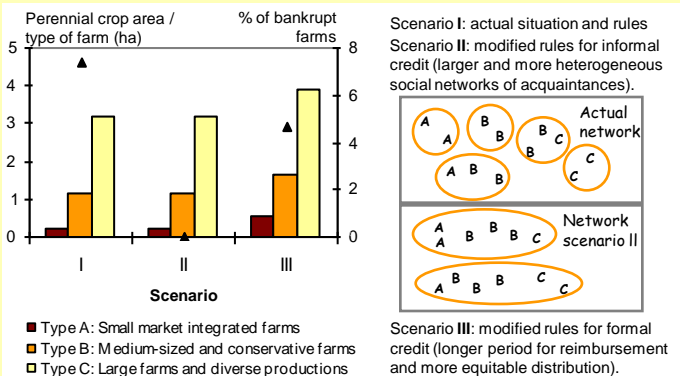 Perennial crop area /
type of farm (ha)
% of bankrupt
farms
5
4
3
2
1
0
8
6
4
2
0
I
II
III
Scenario
Type A: Small market integrated farms
Type B: Medium-sized and conservative farms
Type C: Large farms and diverse productions
Scenario I: actual situation and rules
Scenario II: modified rules for informal
credit (larger and more heterogeneous
social networks of acquaintances).
Actual
network
A
A
B
B
B
B
C
C
C
A
B
B
Network
scenario II
A
A
B
B
B
C
A
B
B
B
B
C
C
Scenario III: modified rules for formal
credit (longer period for reimbursement
and more equitable distribution).